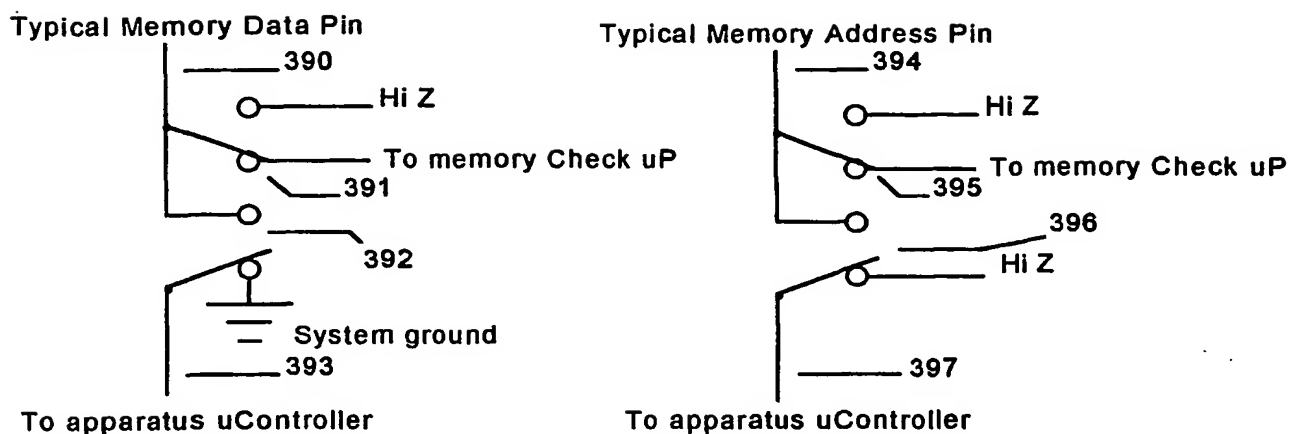 Typical Memory Data Pin
390
Hi Z
To memory Check uP
391
392
System ground
393
To apparatus uController
Typical Memory Address Pin
394
Hi Z
To memory Check uP
395
396
Hi Z
397
To apparatus uController